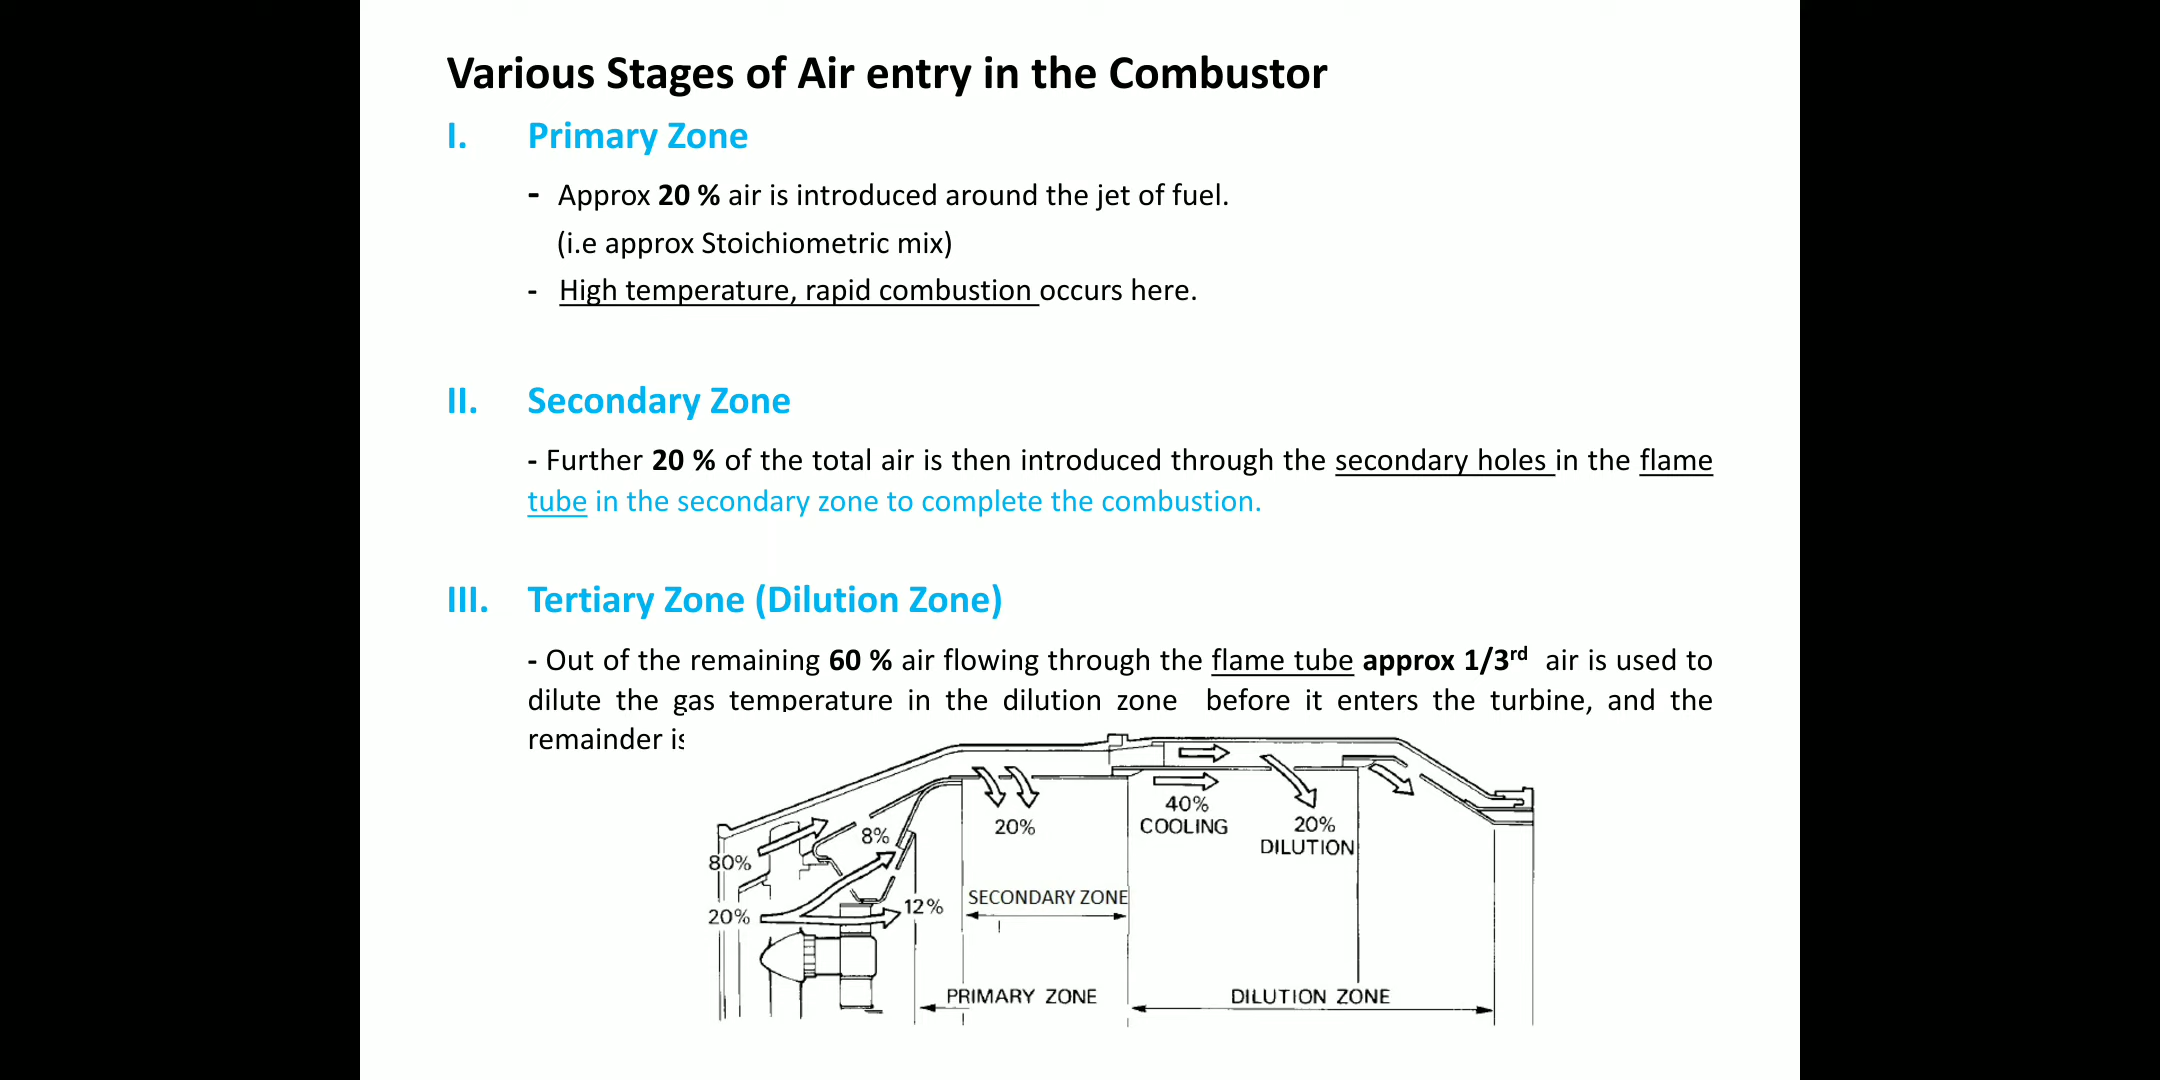 Various Stages of Air entry in the Combustor
I. Primary Zone
- Approx 20 % air is introduced around the jet of fuel.
(i.e approx Stoichiometric mix)
- High temperature, rapid combustion occurs here.
II. Secondary Zone
- Further 20 % of the total air is then introduced through the secondary holes in the flame
tube in the secondary zone to complete the combustion.
III. Tertiary Zone (Dilution Zone)
- Out of the remaining 60 % air flowing through the flame tube approx 1/3rd air is used to
dilute the gas temperature in the dilution zone before it enters the turbine, and the
remainder is
40%
COOLING
20%
DILUTION
20%
8%
80%
20%
12%
SECONDARY ZONE
PRIMARY ZONE
DILUTION ZONE